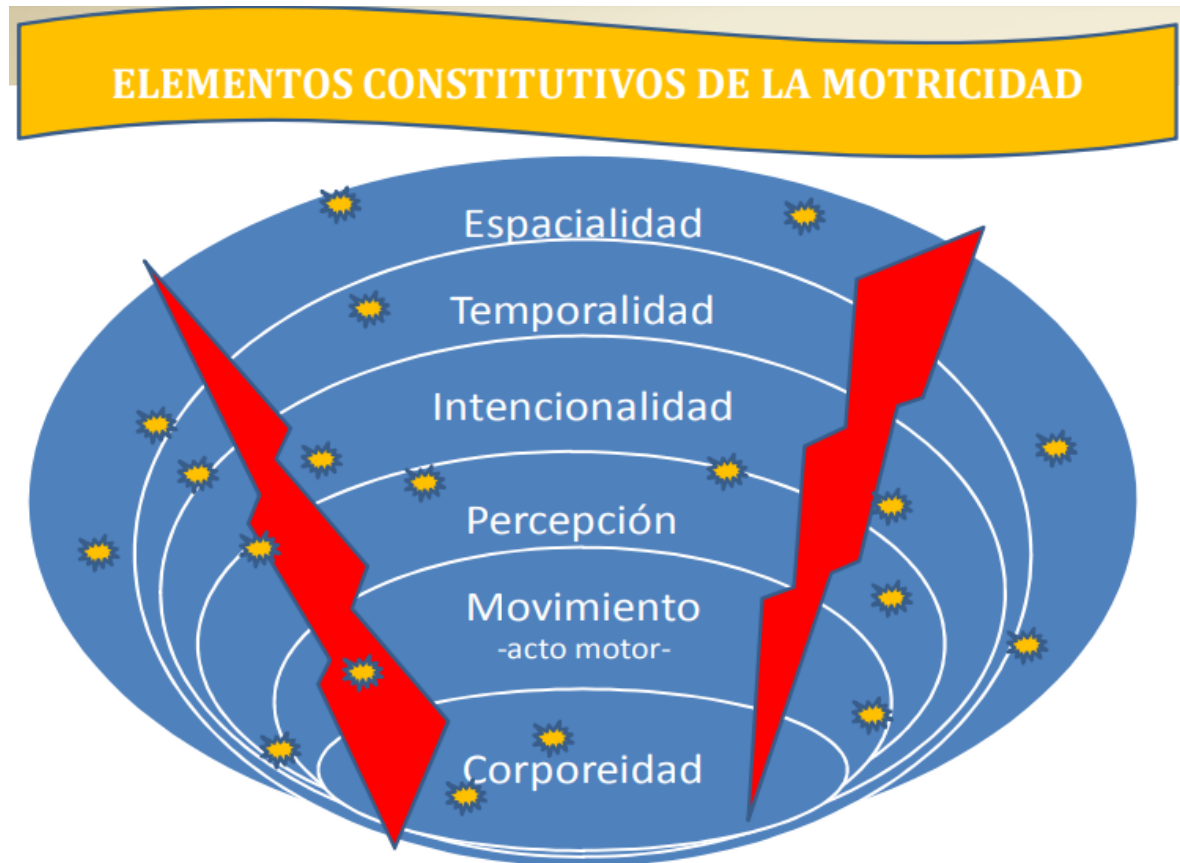 ELEMENTOS CONSTITUTIVOS DE LA MOTRICIDAD
Espacialidad
Temporalidad
Intencionalidad
Percepción
Movimiento
-acto motor-
Corporeidad